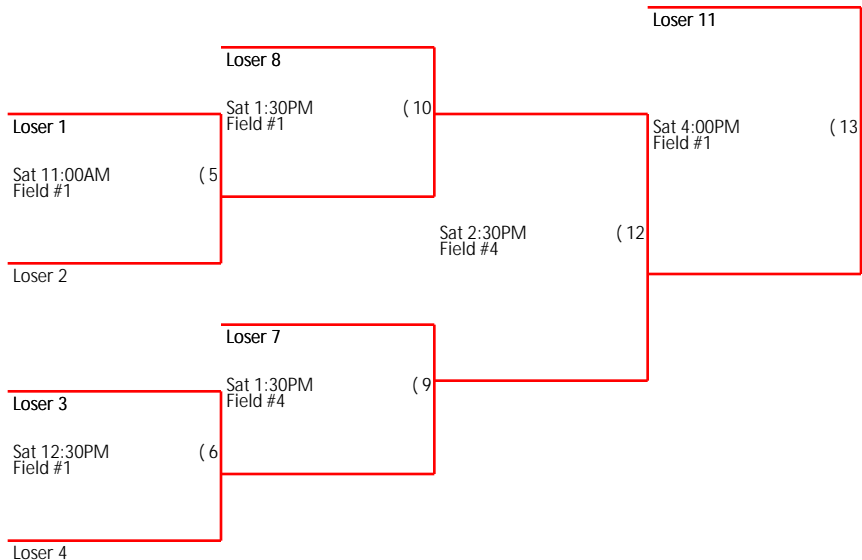 Loser 11
Loser 8
Sat 1:30PM ( 10
Field #1
Loser 1
Sat 4:00PM ( 13
Field #1
Sat 11:00AM ( 5
Field #1
Sat 2:30PM ( 12
Field #4
Loser 2
Loser 7
Sat 1:30PM ( 9
Field #4
Loser 3
Sat 12:30PM ( 6
Field #1
Loser 4